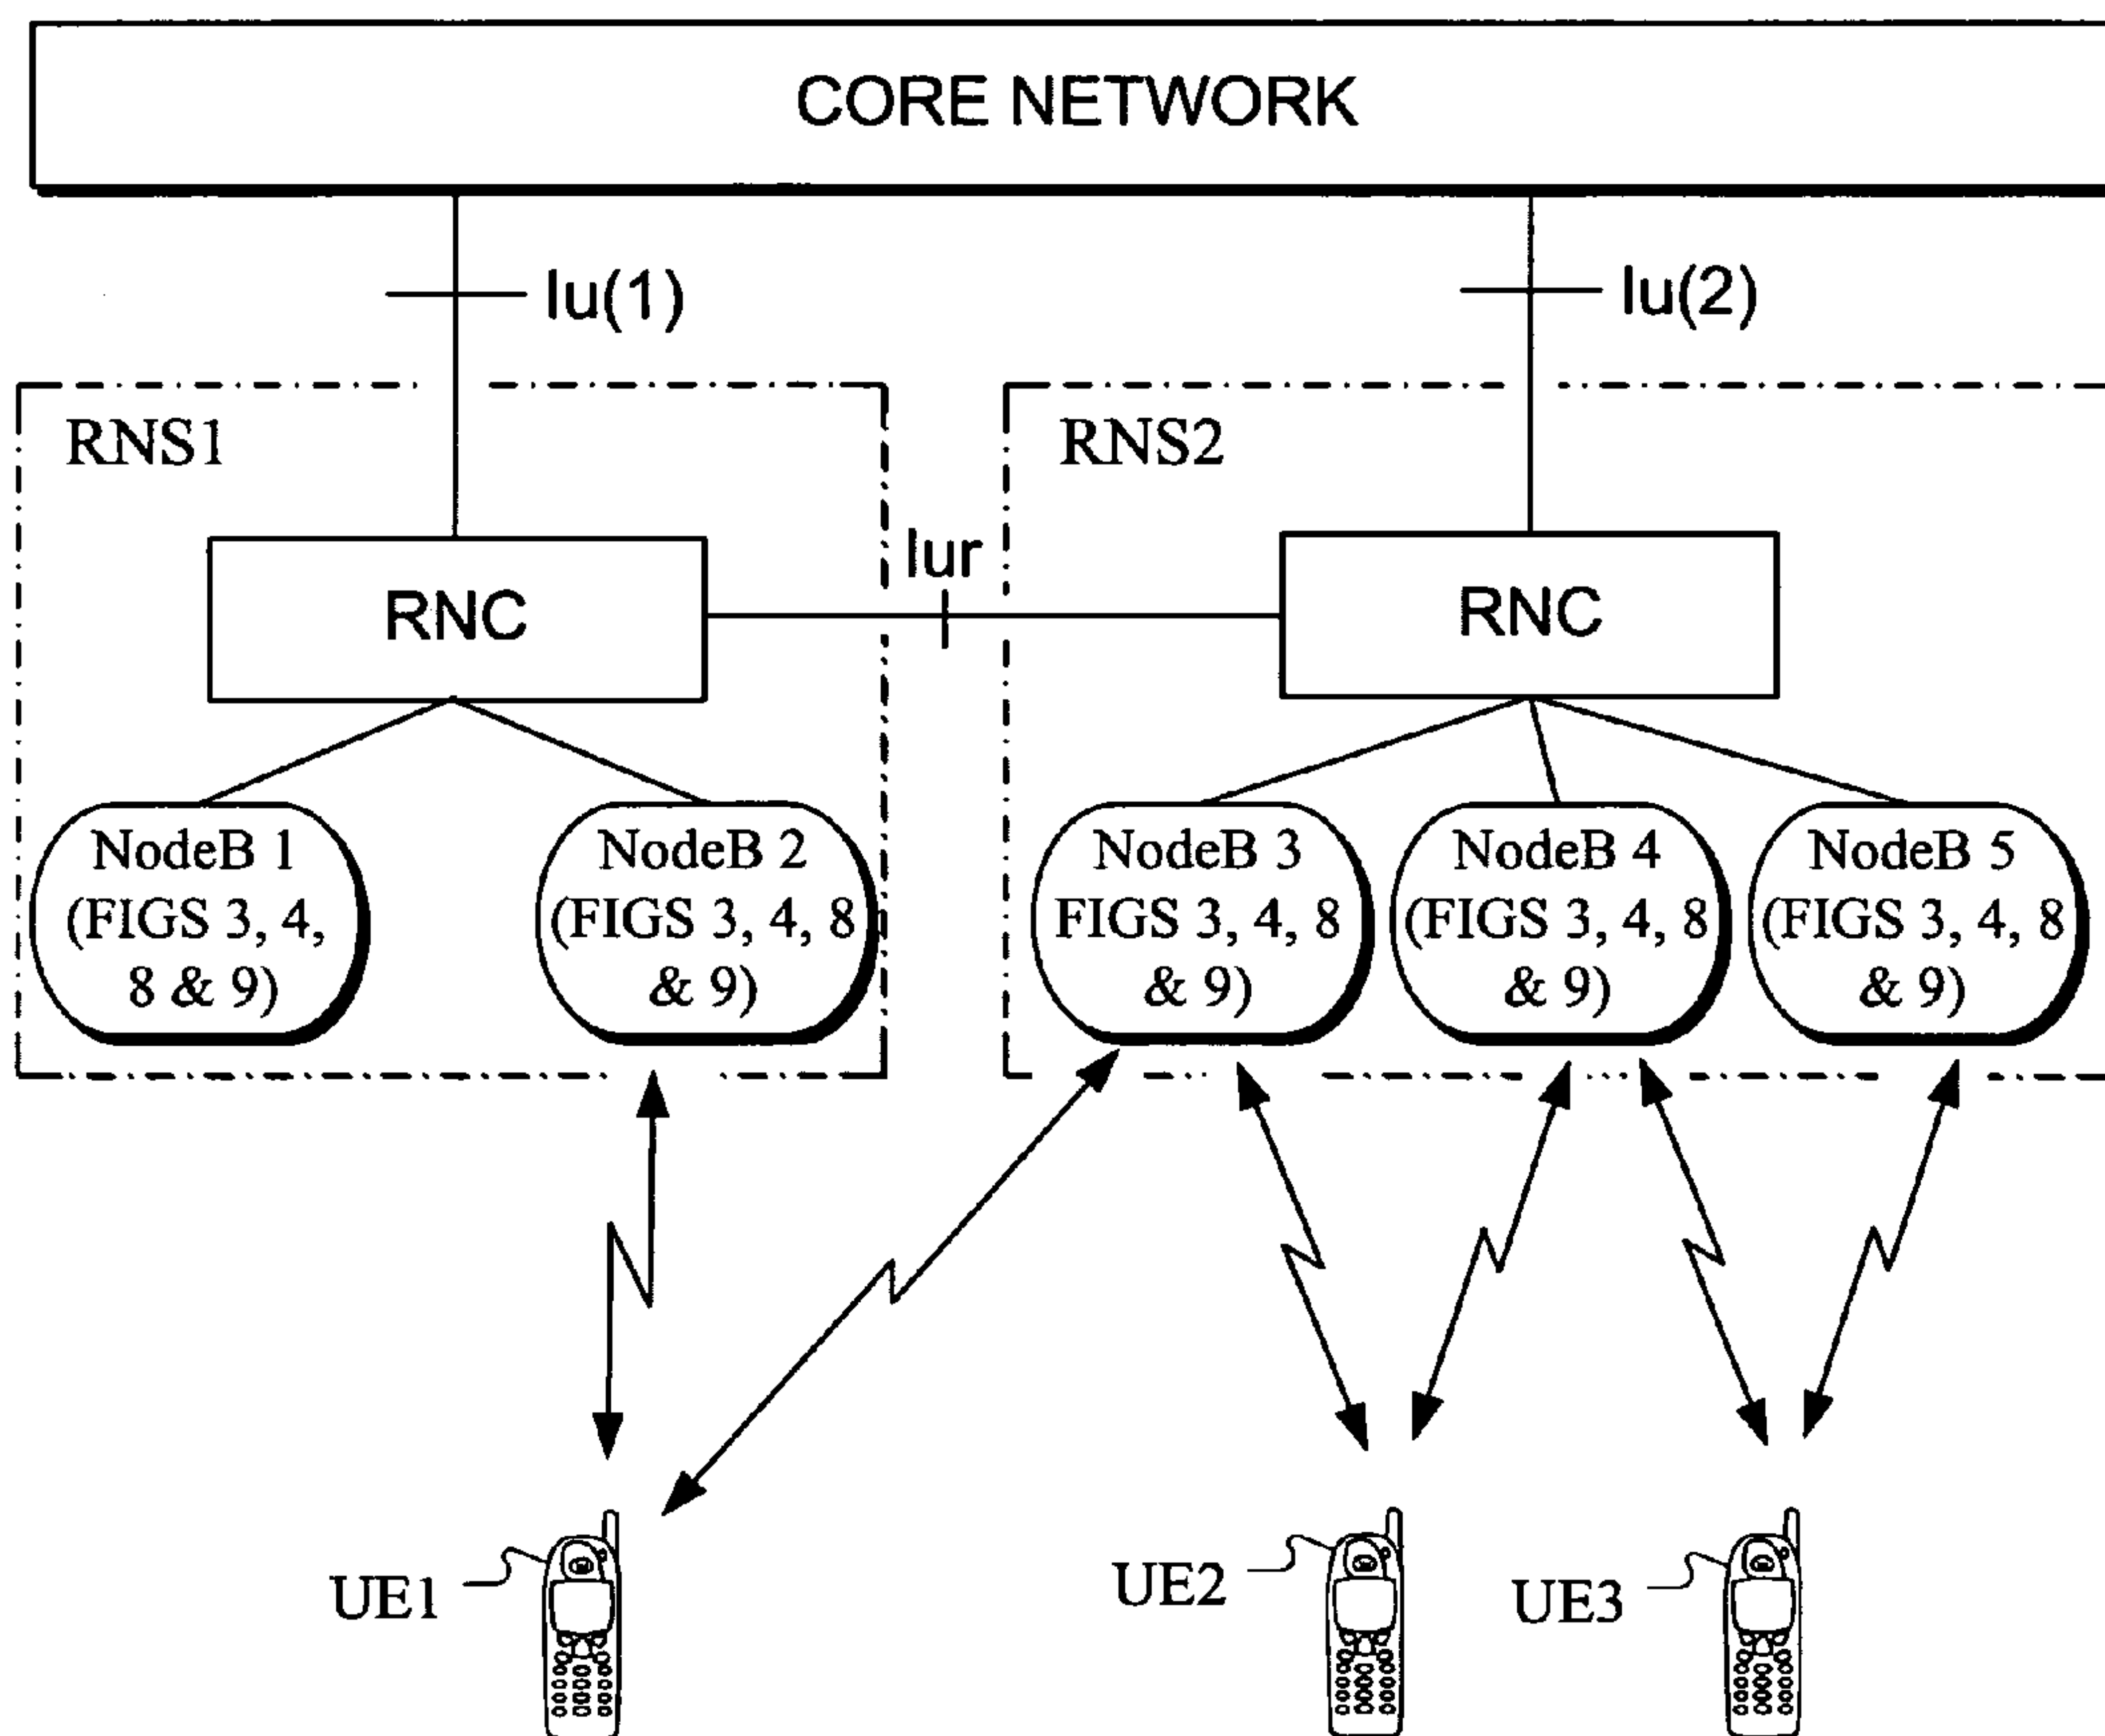 CORE NETWORK
Iu(1)
Iu(2)
RNS1
RNS2
Iur
RNC
RNC
NodeB 1
(FIGS 3, 4,
8 & 9)
NodeB 2
(FIGS 3, 4, 8
& 9)
NodeB 3
FIGS 3, 4, 8
& 9)
NodeB 4
(FIGS 3, 4, 8
& 9)
NodeB 5
(FIGS 3, 4, 8
& 9)
UE1
UE2
UE3